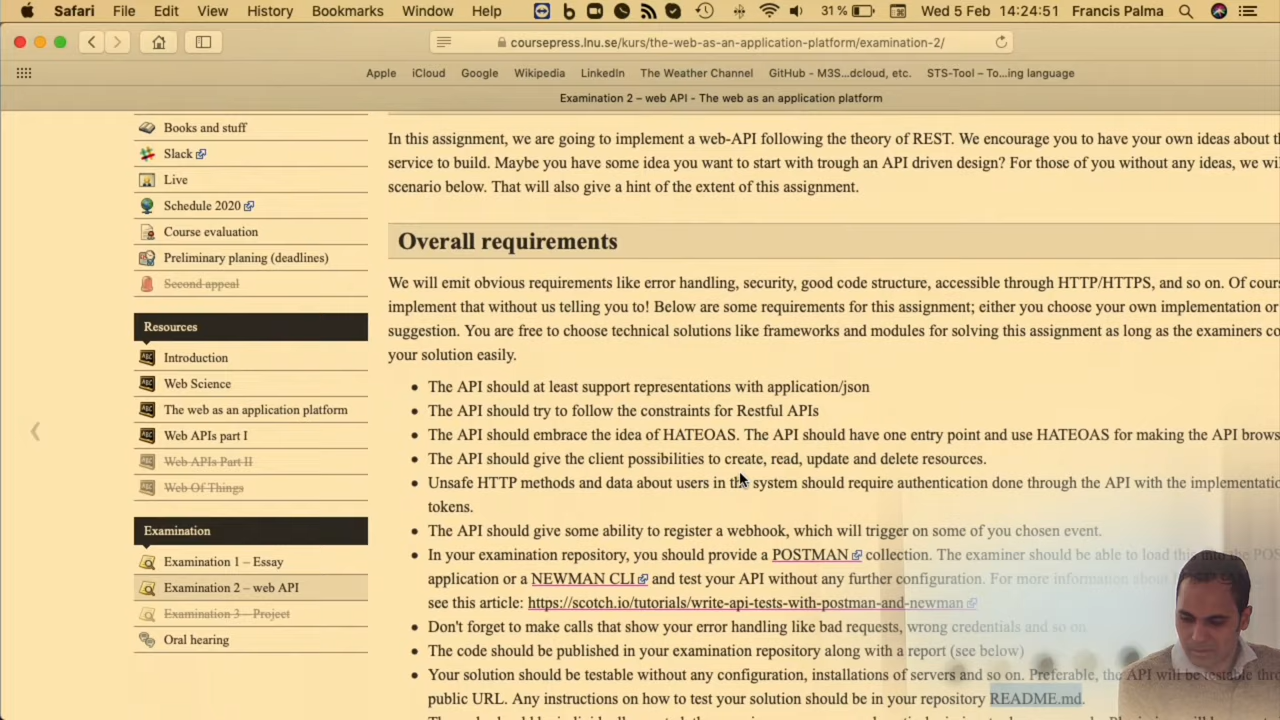 Safari File Edit View History Bookmarks Window Help 31% Wed 5 Feb 14:24:51 Francis Palma
coursepress.lnu.se/kurs/the-web-as-an-application-platform/examination-2/
Apple iCloud Google Wikipedia LinkedIn The Weather Channel GitHub - M3S...dcloud, etc. STS-Tool – To...ing language
Examination 2 – web API - The web as an application platform
Books and stuff
Slack
Live
Schedule 2020
Course evaluation
Preliminary planing (deadlines)
Second appeal
Resources
Introduction
Web Science
The web as an application platform
Web APIs part I
Web APIs Part II
Web Of Things
Examination
Examination 1 – Essay
Examination 2 – web API
Examination 3 – Project
Oral hearing
In this assignment, we are going to implement a web-API following the theory of REST. We encourage you to have your own ideas about
service to build. Maybe you have some idea you want to start with trough an API driven design? For those of you without any ideas, we
scenario below. That will also give a hint of the extent of this assignment.
Overall requirements
We will emit obvious requirements like error handling, security, good code structure, accessible through HTTP/HTTPS, and so on. Of
implement that without us telling you to! Below are some requirements for this assignment; either you choose your own implementation or
suggestion. You are free to choose technical solutions like frameworks and modules for solving this assignment as long as the examiners
your solution easily.
• The API should at least support representations with application/json
• The API should try to follow the constraints for Restful APIs
• The API should embrace the idea of HATEOAS. The API should have one entry point and use HATEOAS for making the API
• The API should give the client possibilities to create, read, update and delete resources.
• Unsafe HTTP methods and data about users in the system should require authentication done through the API with the
tokens.
• The API should give some ability to register a webhook, which will trigger on some of you chosen event.
• In your examination repository, you should provide a POSTMAN collection. The examiner should be able to load this into the
application or a NEWMAN CLI and test your API without any further configuration. For more information about
see this article: https://scotch.io/tutorials/write-api-tests-with-postman-and-newman
• Don't forget to make calls that show your error handling like bad requests, wrong credentials and so on
• The code should be published in your examination repository along with a report (see below)
• Your solution should be testable without any configuration, installations of servers and so on. Preferable, the API will be testable
public URL. Any instructions on how to test your solution should be in your repository README.md.